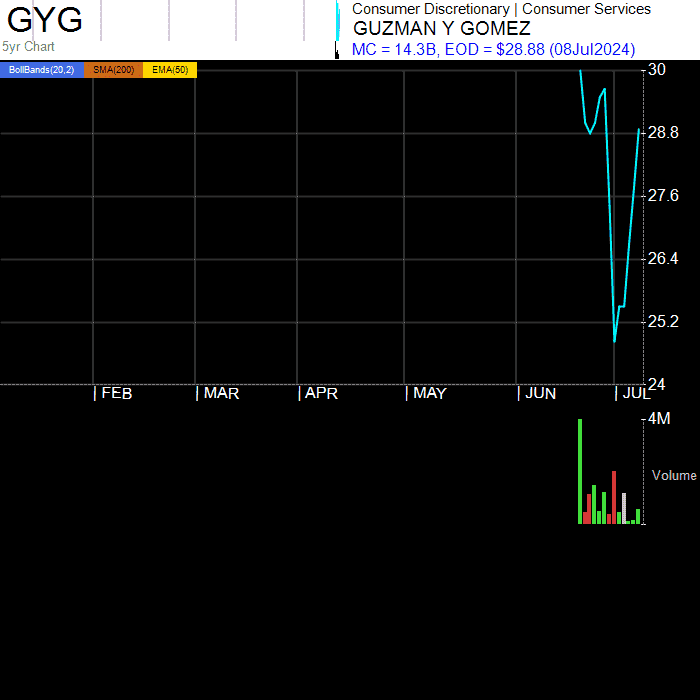 GYG
5yr Chart
Consumer Discretionary | Consumer Services
GUZMAN Y GOMEZ
MC = 14.3B, EOD = $28.88 (08Jul2024)
BollBands(20,2) SMA(200) EMA(50)
30
28.8
27.6
26.4
25.2
24
| FEB | MAR | APR | MAY | JUN | JUL
4M
Volume